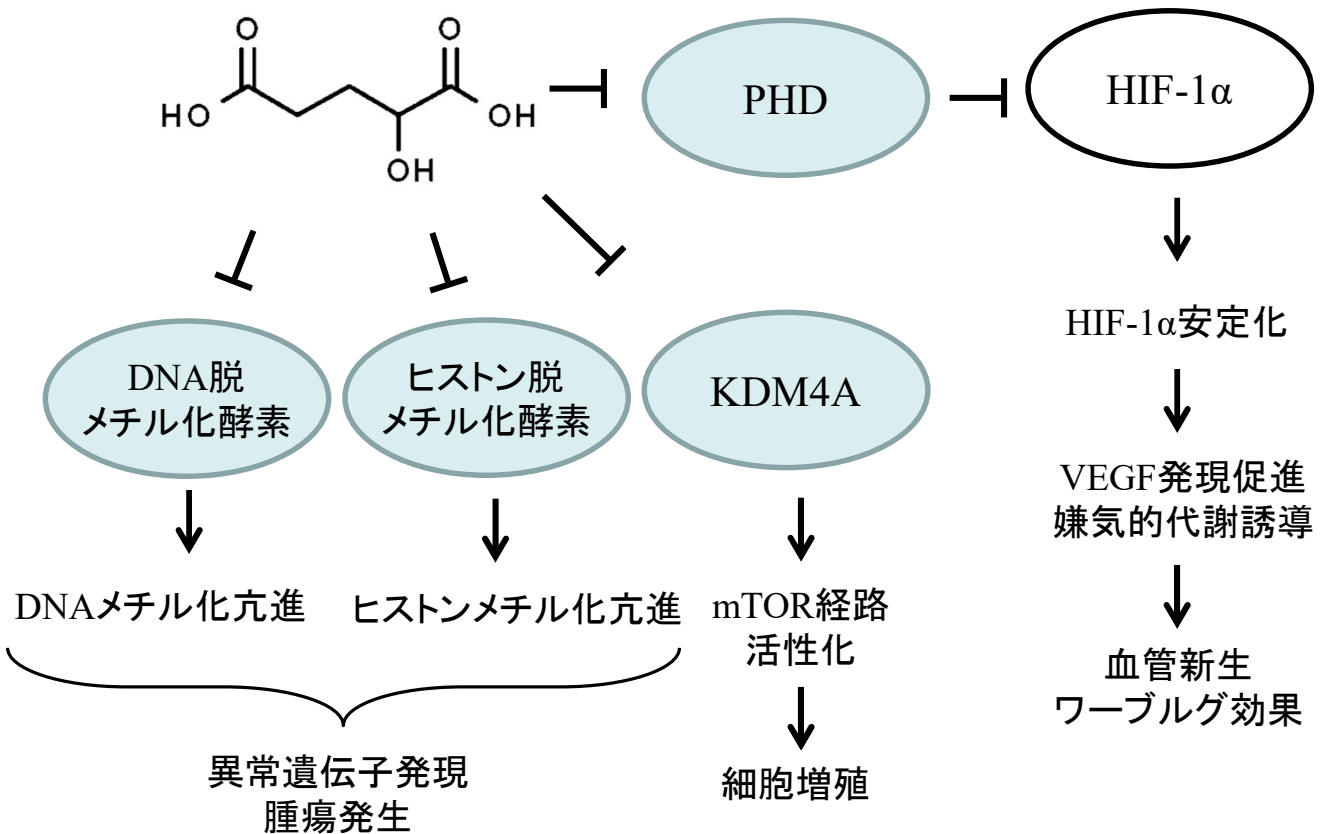 O
O
HO
OH
OH
PHD
HIF-1α
DNA脱
メチル化酵素
ヒストン脱
メチル化酵素
KDM4A
HIF-1α安定化
DNAメチル化亢進
ヒストンメチル化亢進
mTOR経路
活性化
VEGF発現促進
嫌気的代謝誘導
異常遺伝子発現
腫瘍発生
細胞増殖
血管新生
ワーブルグ効果